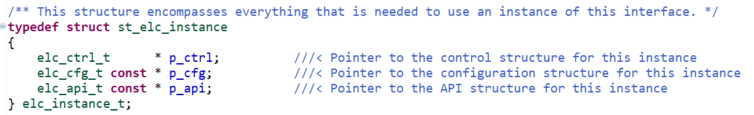 /** This structure encompasses everything that is needed to use an instance of this interface. */
typedef struct st_elc_instance
{
    elc_ctrl_t      * p_ctrl;         ///< Pointer to the control structure for this instance
    elc_cfg_t const * p_cfg;          ///< Pointer to the configuration structure for this instance
    elc_api_t const * p_api;          ///< Pointer to the API structure for this instance
} elc_instance_t;